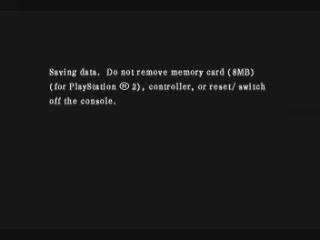 Saving data. Do not remove memory card (8MB)
(for PlayStation ® 2), controller, or reset/ switch
off the console.